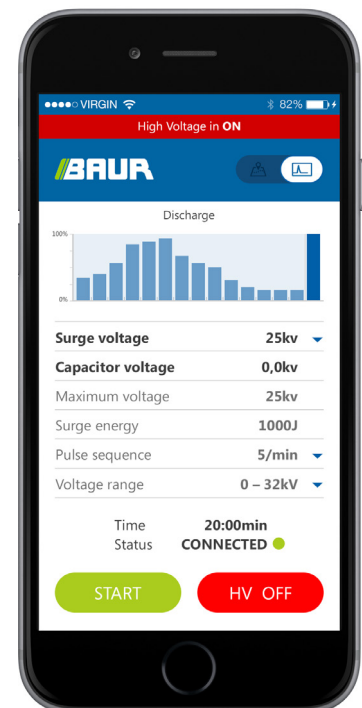 VIRGIN 82%
High Voltage in ON
BAUR
Discharge
100%
0%
Surge voltage 25kv
Capacitor voltage 0,0kv
Maximum voltage 25kv
Surge energy 1000J
Pulse sequence 5/min
Voltage range 0 – 32kV
Time 20:00min
Status CONNECTED
START HV OFF